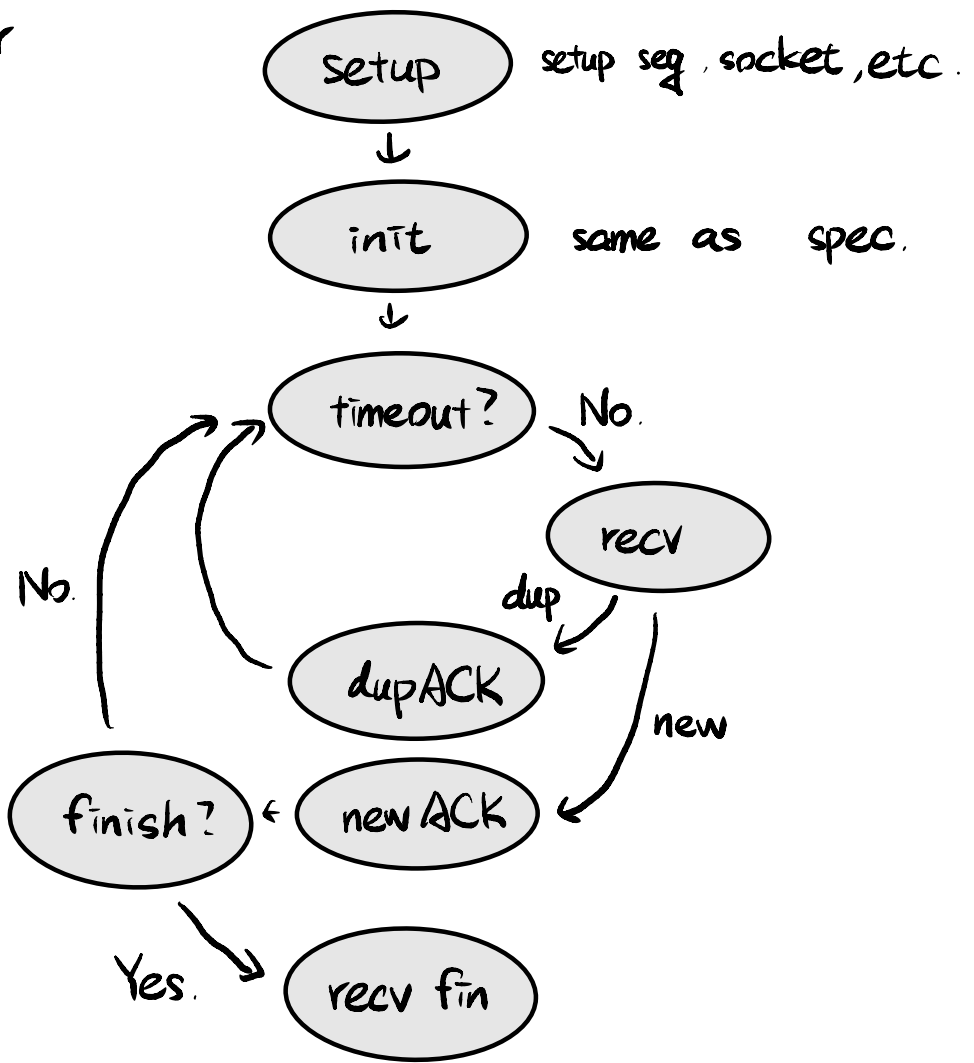 setup setup seg, socket, etc.
init same as spec.
timeout? No.
recv
No. dup
dupACK
new
newACK
finish?
Yes. recv fin